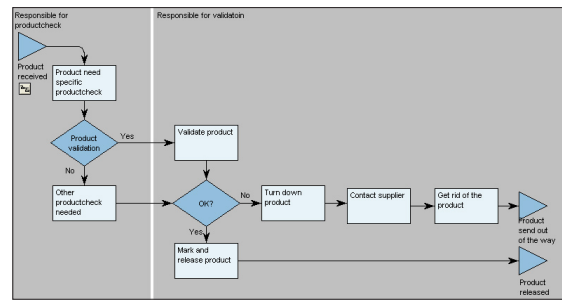 Responsible for
productcheck
Responsible for validatoin
Product
received
Product need
specific
productcheck
Product
validation
Yes
No
Validate product
Other
productcheck
needed
OK?
No
Yes
Turn down
product
Contact supplier
Get rid of the
product
Product
send out
of the way
Mark and
release product
Product
released